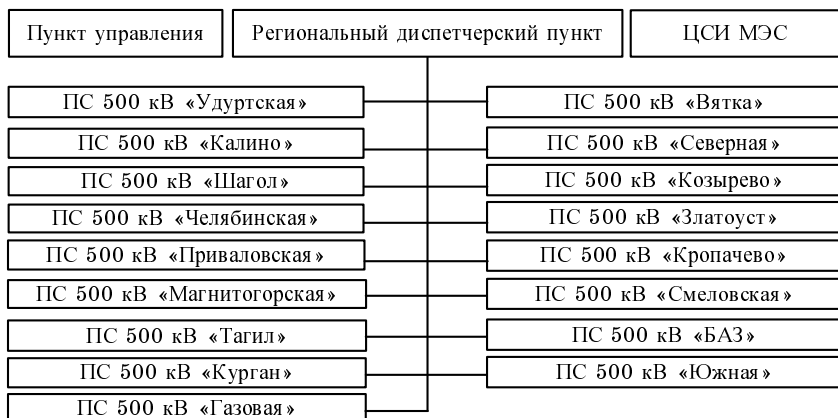 Пункт управления
Региональный диспетчерский пункт
ЦСИ МЭС
ПС 500 кВ «Удуртская»
ПС 500 кВ «Вятка»
ПС 500 кВ «Калино»
ПС 500 кВ «Северная»
ПС 500 кВ «Шагол»
ПС 500 кВ «Козырево»
ПС 500 кВ «Челябинская»
ПС 500 кВ «Златоуст»
ПС 500 кВ «Приваловская»
ПС 500 кВ «Кропачево»
ПС 500 кВ «Магнитогорская»
ПС 500 кВ «Смеловская»
ПС 500 кВ «Тагил»
ПС 500 кВ «БАЗ»
ПС 500 кВ «Курган»
ПС 500 кВ «Южная»
ПС 500 кВ «Газовая»